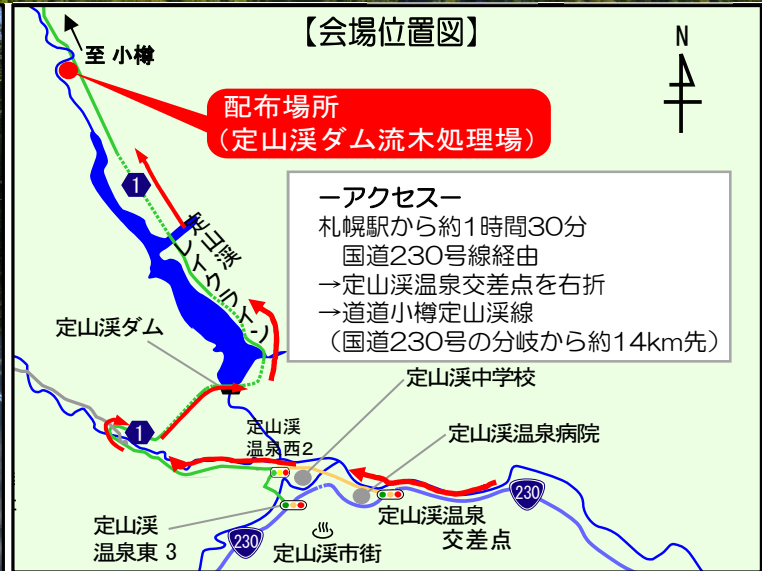 【会場位置図】
至 小樽
N
配布場所
（定山渓ダム流木処理場）
1
ーアクセスー
札幌駅から約1時間30分
国道230号線経由
→定山渓温泉交差点を右折
→道道小樽定山渓線
（国道230号の分岐から約14km先）
定山渓
レイクライン
定山渓ダム
定山渓中学校
1
定山渓
温泉西2
定山渓温泉病院
230
定山渓温泉
交差点
定山渓
温泉東 3
230
定山渓市街